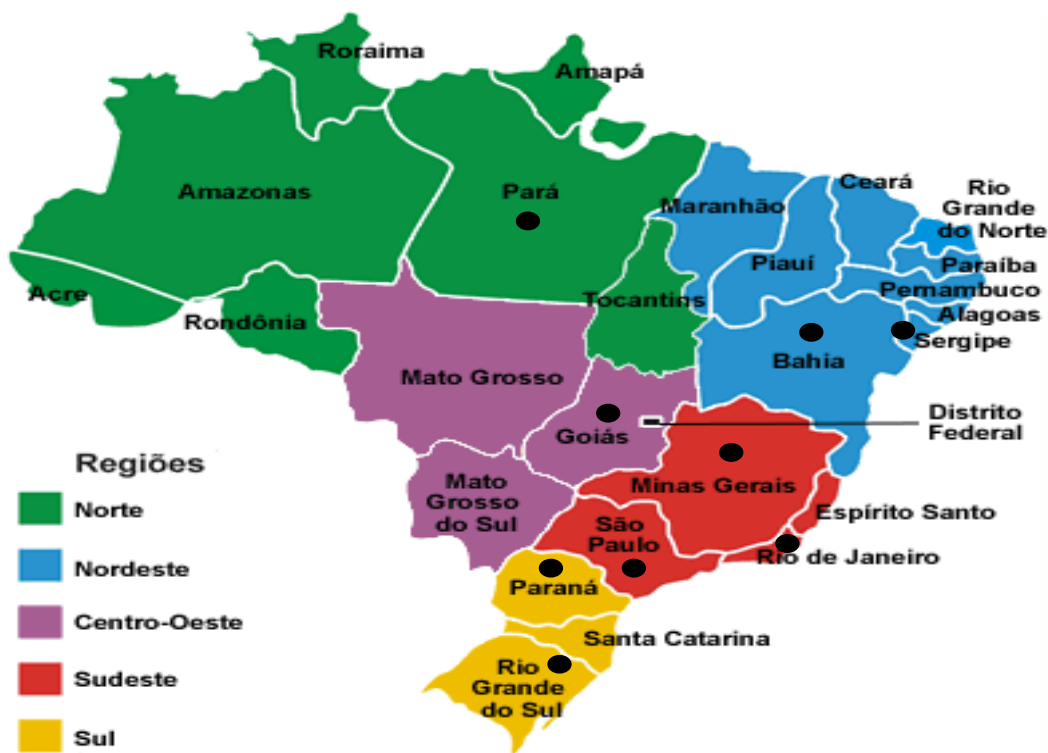 Roraima
Amapá
Amazonas
Pará
Maranhão
Ceará
Rio
Grande
do Norte
Piauí
Paraíba
Pernambuco
Alagoas
Sergipe
Acre
Rondônia
Tocantins
Bahia
Mato Grosso
Goiás
Distrito
Federal
Mato
Grosso
do Sul
Minas Gerais
Espírito Santo
São
Paulo
Rio de Janeiro
Paraná
Santa Catarina
Rio
Grande
do Sul
Regiões
Norte
Nordeste
Centro-Oeste
Sudeste
Sul